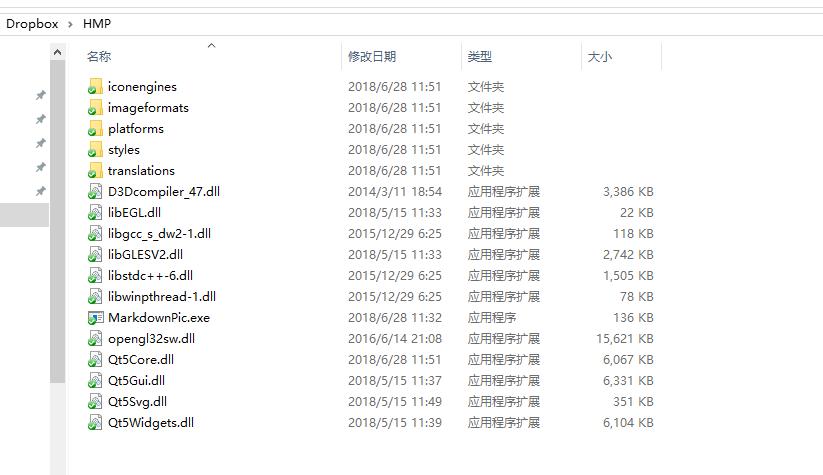 Dropbox › HMP
名称 修改日期 类型 大小
iconengines 2018/6/28 11:51 文件夹
imageformats 2018/6/28 11:51 文件夹
platforms 2018/6/28 11:51 文件夹
styles 2018/6/28 11:51 文件夹
translations 2018/6/28 11:51 文件夹
D3Dcompiler_47.dll 2014/3/11 18:54 应用程序扩展 3,386 KB
libEGL.dll 2018/5/15 11:33 应用程序扩展 22 KB
libgcc_s_dw2-1.dll 2015/12/29 6:25 应用程序扩展 118 KB
libGLESV2.dll 2018/5/15 11:33 应用程序扩展 2,742 KB
libstdc++-6.dll 2015/12/29 6:25 应用程序扩展 1,505 KB
libwinpthread-1.dll 2015/12/29 6:25 应用程序扩展 78 KB
MarkdownPic.exe 2018/6/28 11:32 应用程序 136 KB
opengl32sw.dll 2016/6/14 21:08 应用程序扩展 15,621 KB
Qt5Core.dll 2018/6/28 11:51 应用程序扩展 6,067 KB
Qt5Gui.dll 2018/5/15 11:37 应用程序扩展 6,331 KB
Qt5Svg.dll 2018/5/15 11:49 应用程序扩展 351 KB
Qt5Widgets.dll 2018/5/15 11:39 应用程序扩展 6,104 KB